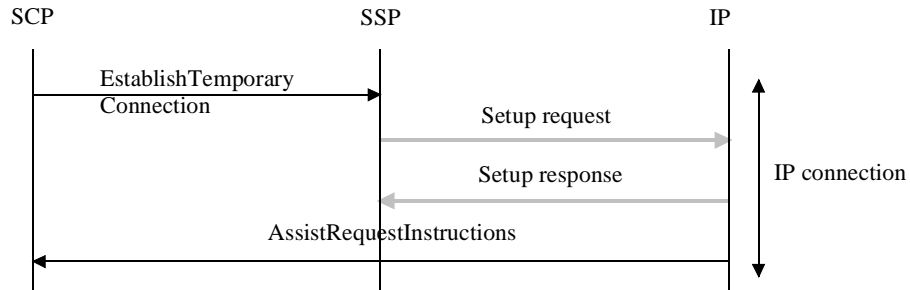 SCP
SSP
IP
EstablishTemporary
Connection
Setup request
Setup response
IP connection
AssistRequestInstructions